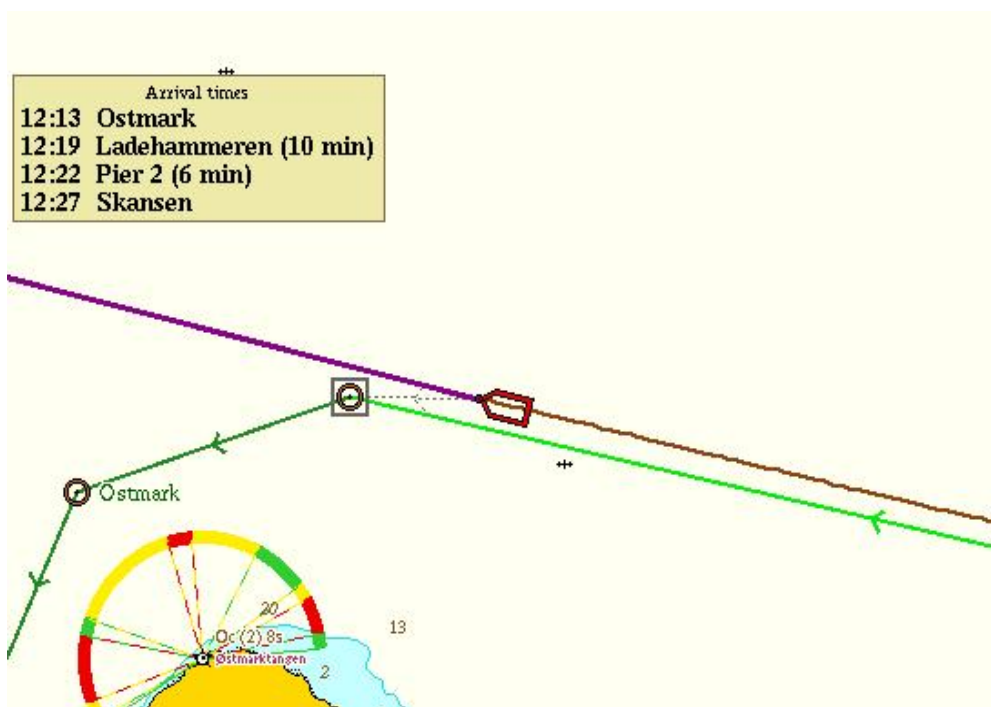 Arrival times
12:13 Ostmark
12:19 Ladehammeren (10 min)
12:22 Pier 2 (6 min)
12:27 Skansen
Ostmark
20
13
Oc (2) 8s
Østmarktangen
2